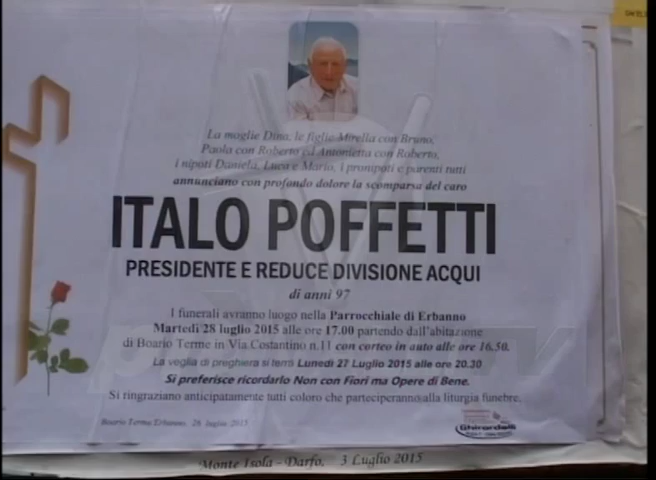 La moglie Dina, le figlie Mirella con Bruno,
Paola con Roberto ed Antonietta con Roberto,
i nipoti Daniela, Luca e Mario, i pronipoti e parenti tutti
annunciano con profondo dolore la scomparsa del caro
ITALO POFFETTI
PRESIDENTE E REDUCE DIVISIONE ACQUI
di anni 97
I funerali avranno luogo nella Parrocchiale di Erbanno
Martedì 28 luglio 2015 alle ore 17.00 partendo dall'abitazione
di Boario Terme in Via Costantino n.11 con corteo in auto alle ore 16.50.
La veglia di preghiera si terrà Lunedì 27 Luglio 2015 alle ore 20.30
Si preferisce ricordarlo Non con Fiori ma Opere di Bene.
Si ringraziano anticipatamente tutti coloro che parteciperanno alla liturgia funebre.
Boario Terme Erbanno, 26 luglio 2015
Ghirardelli
Monte Isola - Darfo, 3 Luglio 2015